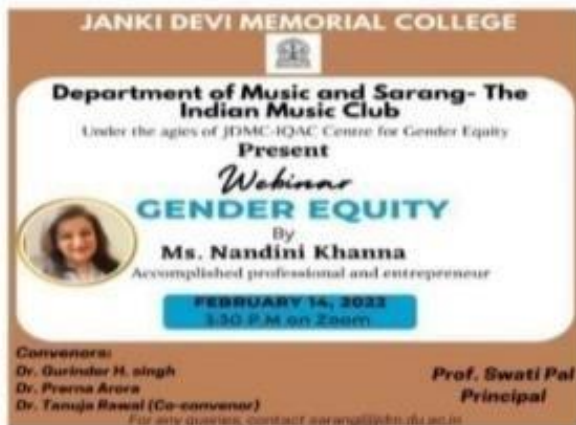 JANKI DEVI MEMORIAL COLLEGE
Department of Music and Sarang- The
Indian Music Club
Under the agies of JDMC-IQAC Centre for Gender Equity
Present
Webinar
GENDER EQUITY
By
Ms. Nandini Khanna
Accomplished professional and entrepreneur
FEBRUARY 14, 2022
3:30 P.M on Zoom
Convenors:
Dr. Gurinder H. singh
Dr. Prerna Arora
Dr. Tanuja Rawal (Co-convenor)
Prof. Swati Pal
Principal
For any queries, contact